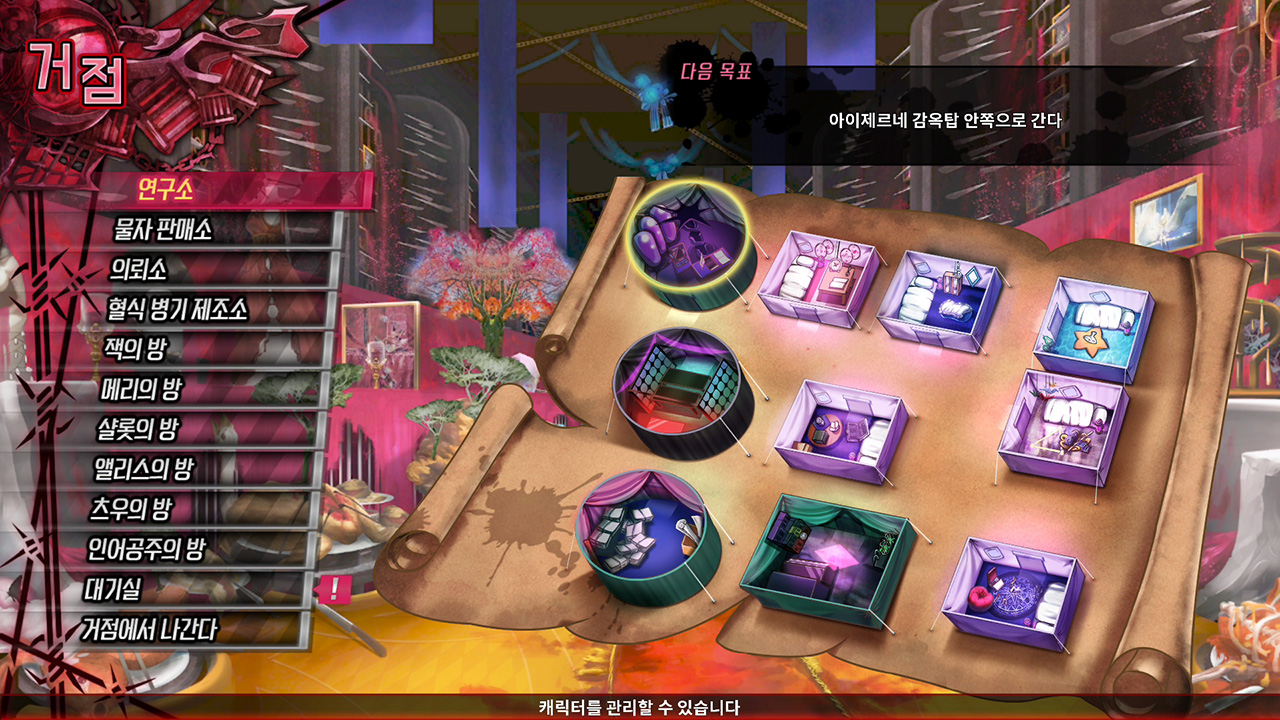 거점
다음 목표
아이제르네 감옥탑 안쪽으로 간다
연구소
물자 판매소
의뢰소
혈식 병기 제조소
잭의 방
메리의 방
샬롯의 방
앨리스의 방
츠우의 방
인어공주의 방
대기실
!
거점에서 나간다
캐릭터를 관리할 수 있습니다